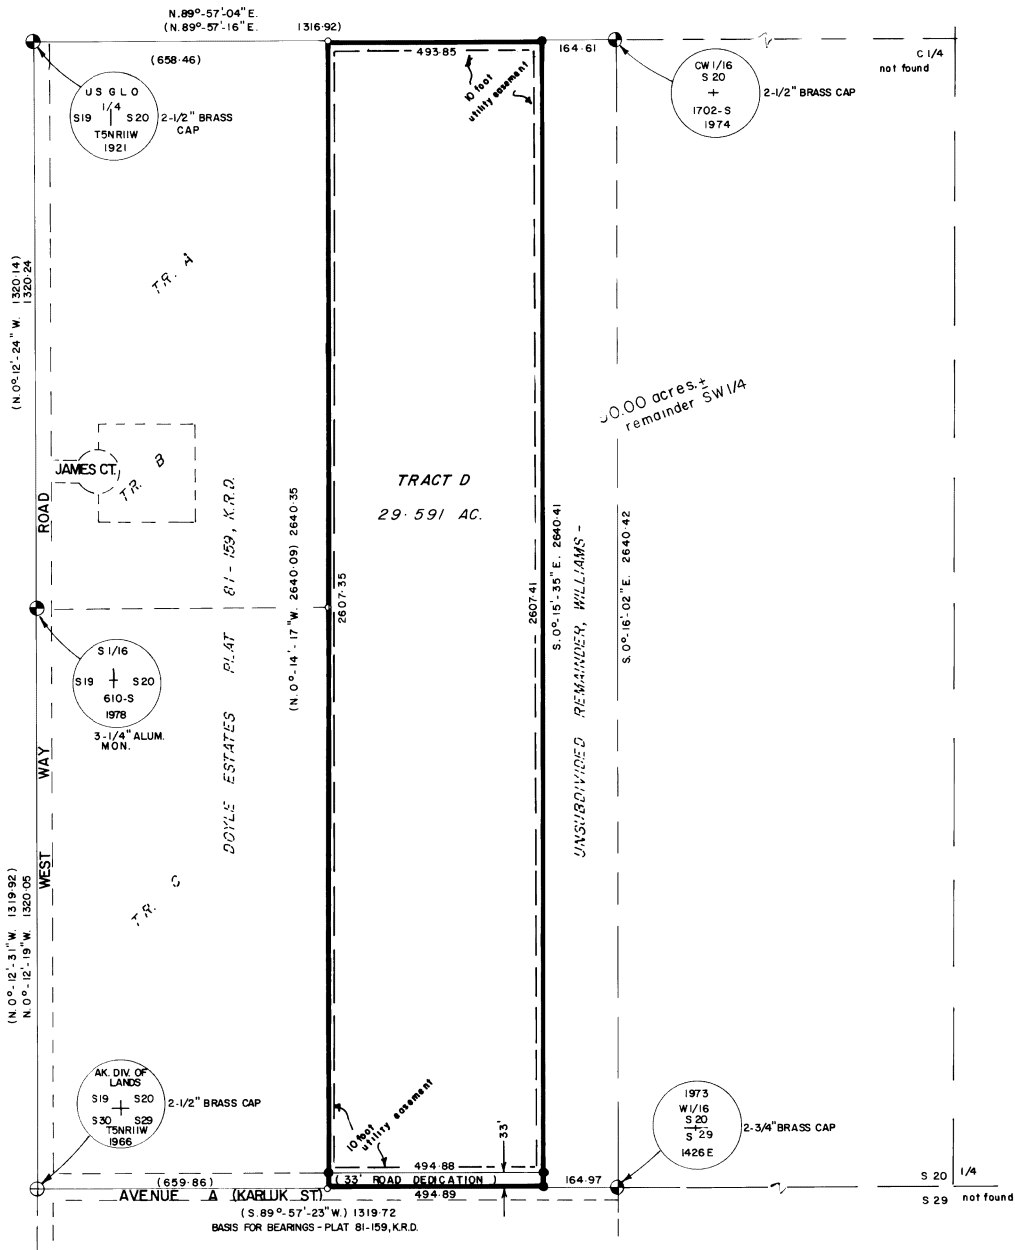 N.89°-57'-04"E.
(N.89°-57'-16"E. 1316.92)
(658.46)
493.85
164.61
C 1/4
not found
10 foot
utility easement
US GLO
1/4
S19 S20
T5NR11W
1921
2-1/2" BRASS
CAP
CW 1/16
S 20
1702-S
1974
2-1/2" BRASS CAP
TR. A
(N.0°-12'-24" W. 1320.14)
1320.24
.00 acres.±
remainder SW1/4
JAMES CT.
TR. B
TRACT D
29.591 AC.
WEST WAY ROAD
DOYLE ESTATES PLAT 81-159, K.R.D.
(N.0°-14'-17"W. 2640.09) 2640.35
2607.35
2607.41
S.0°-15'-35"E. 2640.41
UNSUBDIVIDED REMAINDER, WILLIAMS-
S.0°-16'-02"E. 2640.42
S 1/16
S19 S20
610-S
1978
3-1/4" ALUM.
MON.
TR. C
(N.0°-12'-31"W. 1319.92)
N.0°-12'-19"W. 1320.05
AK. DIV. OF
LANDS
S19 S20
S30 S29
T5NR11W
1966
2-1/2" BRASS CAP
10 foot
utility easement
33'
1973
W1/16
S 20
S 29
1426 E
2-3/4" BRASS CAP
494.88
(659.86)
(33' ROAD DEDICATION)
164.97
S 20 1/4
S 29 not found
AVENUE A (KARLUK ST)
494.89
(S.89°-57'-23"W.) 1319.72
BASIS FOR BEARINGS-PLAT 81-159, K.R.D.